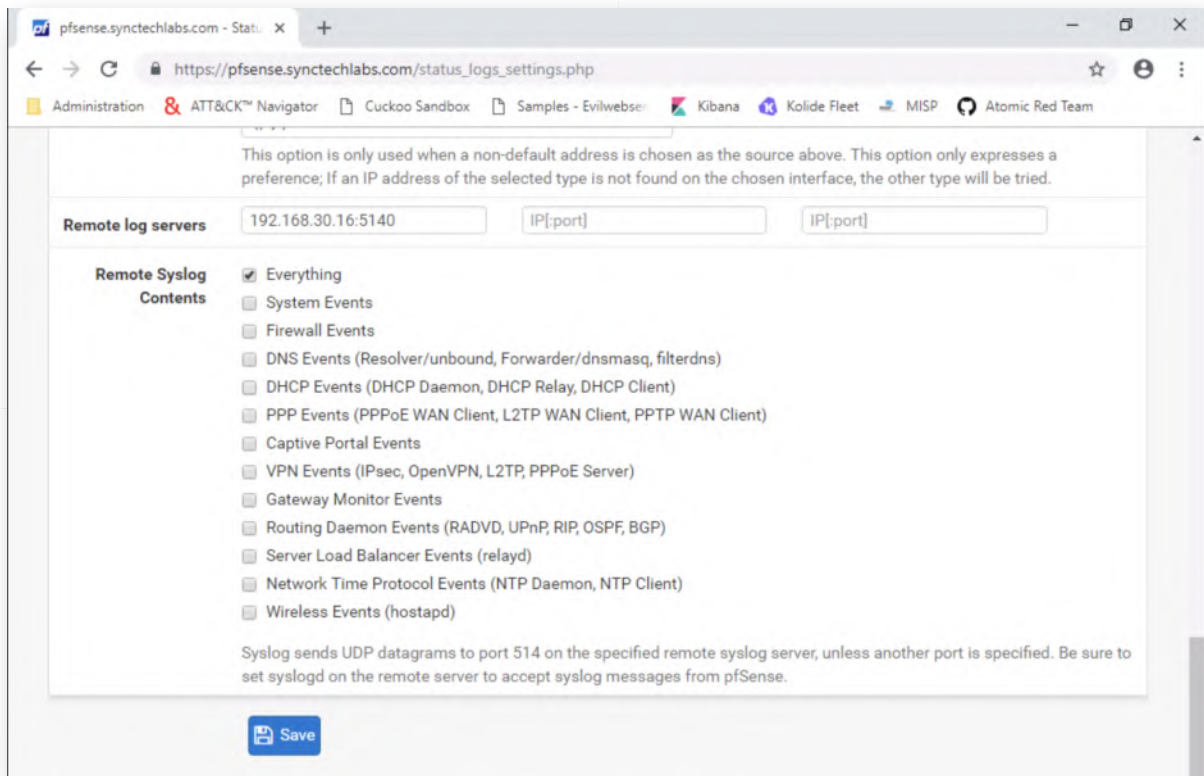 pfsense.synctechlabs.com - Statu
https://pfsense.synctechlabs.com/status_logs_settings.php
Administration ATT&CK™ Navigator Cuckoo Sandbox Samples - Evilwebser Kibana Kolide Fleet MISP Atomic Red Team
This option is only used when a non-default address is chosen as the source above. This option only expresses a
preference; If an IP address of the selected type is not found on the chosen interface, the other type will be tried.
Remote log servers 192.168.30.16:5140 IP[:port] IP[:port]
Remote Syslog Contents
Everything
System Events
Firewall Events
DNS Events (Resolver/unbound, Forwarder/dnsmasq, filterdns)
DHCP Events (DHCP Daemon, DHCP Relay, DHCP Client)
PPP Events (PPPoE WAN Client, L2TP WAN Client, PPTP WAN Client)
Captive Portal Events
VPN Events (IPsec, OpenVPN, L2TP, PPPoE Server)
Gateway Monitor Events
Routing Daemon Events (RADVD, UPnP, RIP, OSPF, BGP)
Server Load Balancer Events (relayd)
Network Time Protocol Events (NTP Daemon, NTP Client)
Wireless Events (hostapd)
Syslog sends UDP datagrams to port 514 on the specified remote syslog server, unless another port is specified. Be sure to
set syslogd on the remote server to accept syslog messages from pfSense.
Save